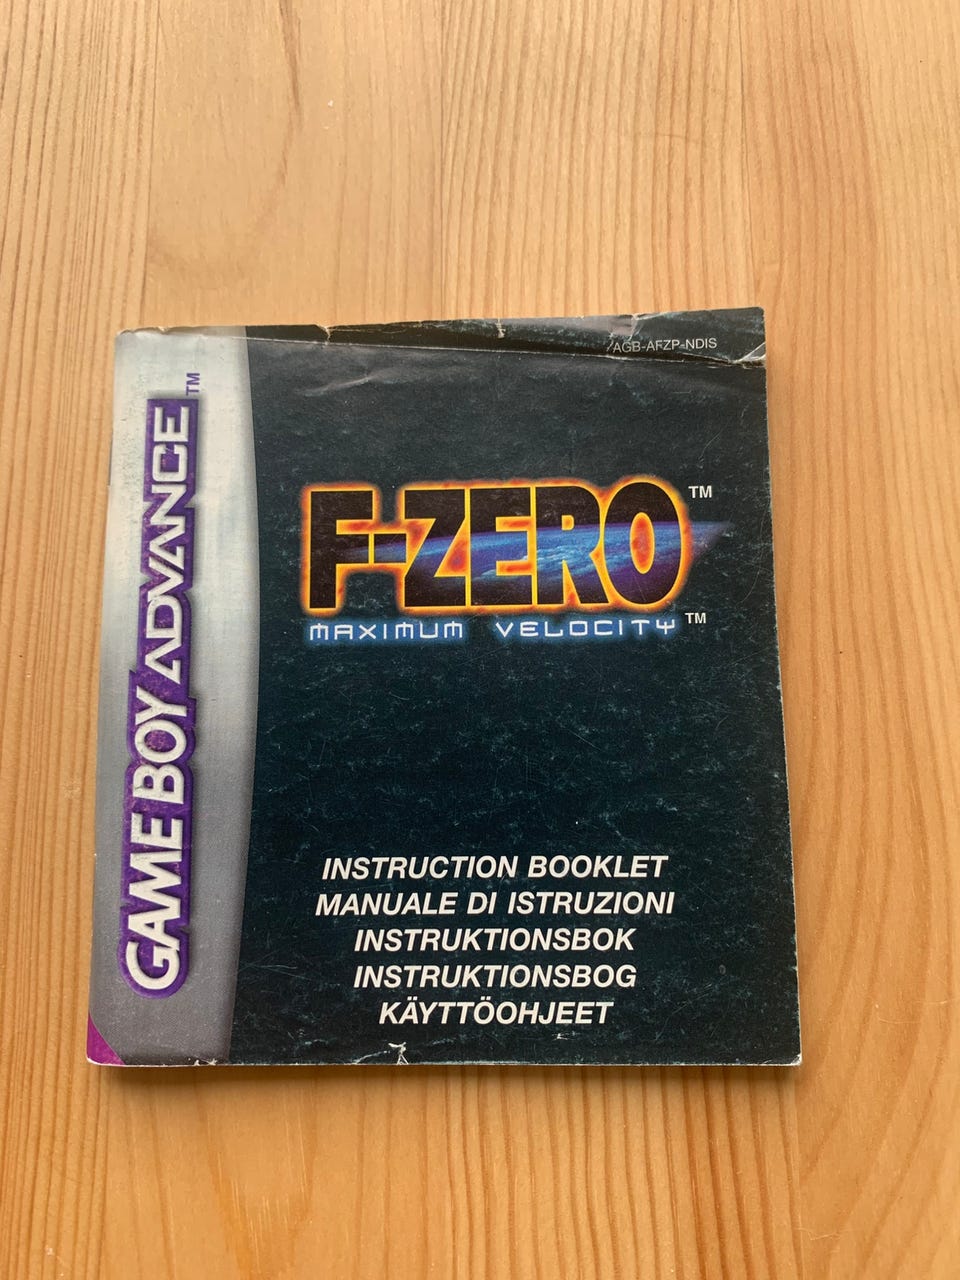 AGB-AFZP-NDIS
GAME BOY ADVANCE™
F-ZERO™
MAXIMUM VELOCITY™
INSTRUCTION BOOKLET
MANUALE DI ISTRUZIONI
INSTRUKTIONSBOK
INSTRUKTIONSBOG
KÄYTTÖOHJEET